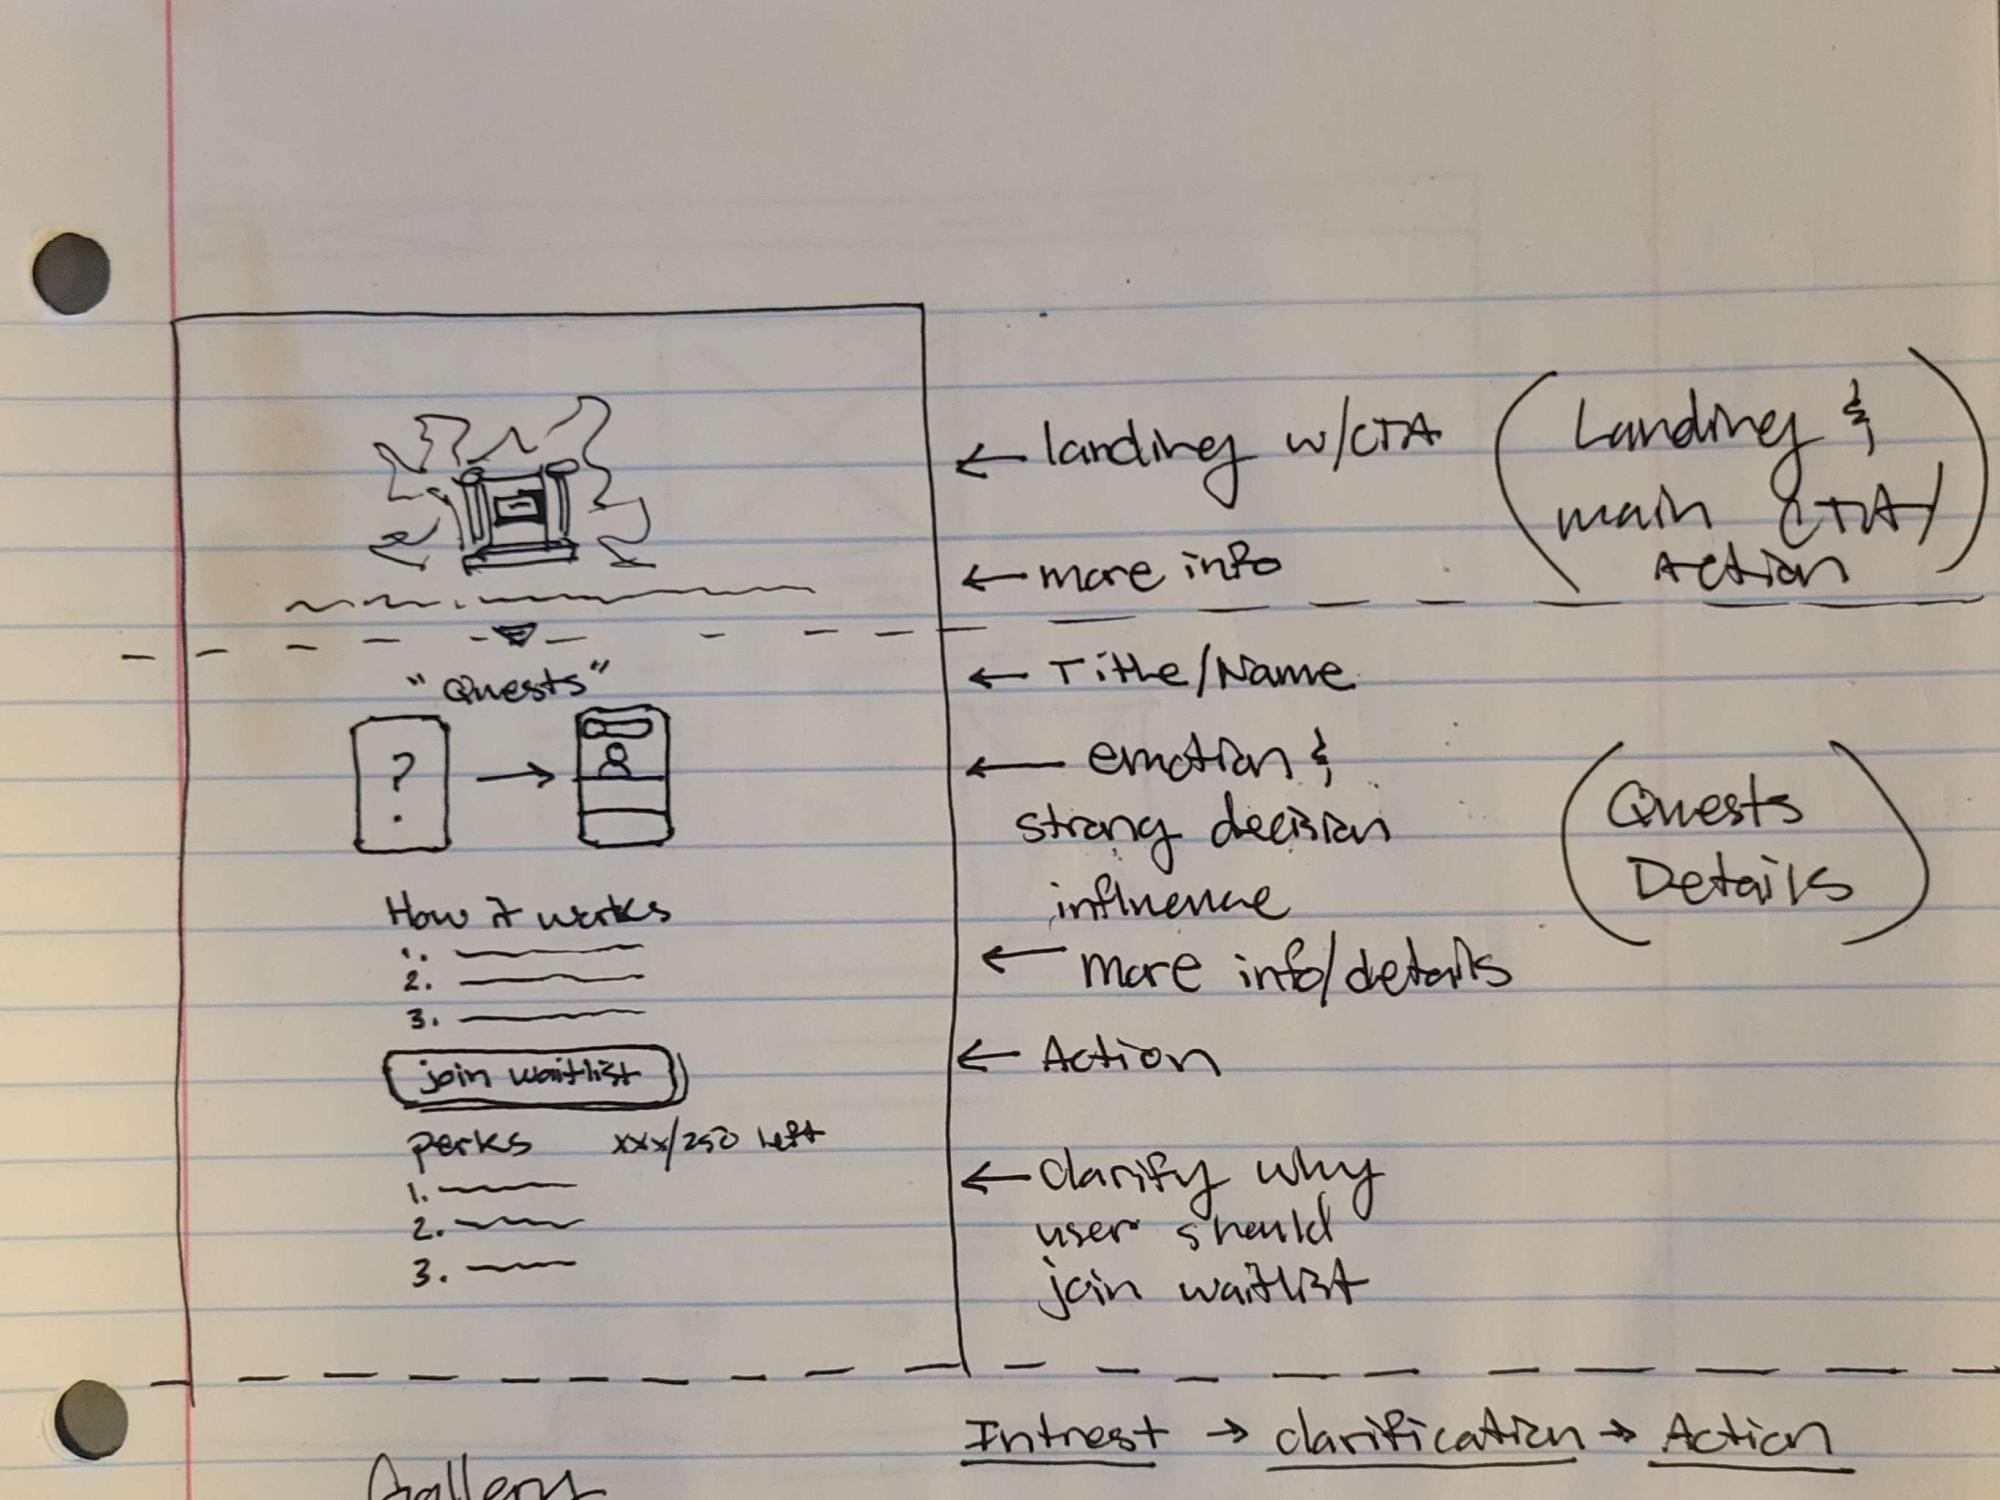 ← landing w/CTA
(Landing &
main (CTA)
Action)
← more info
"Quests"
← Title/Name
?
← emotion &
strong decision
influence
(Quests
Details)
How it works
1.
2.
3.
← more info/details
join waitlist
← Action
perks xxx/250 left
1.
2.
3.
← clarify why
user should
join waitlist
Intrest → clarification → Action
Gallery